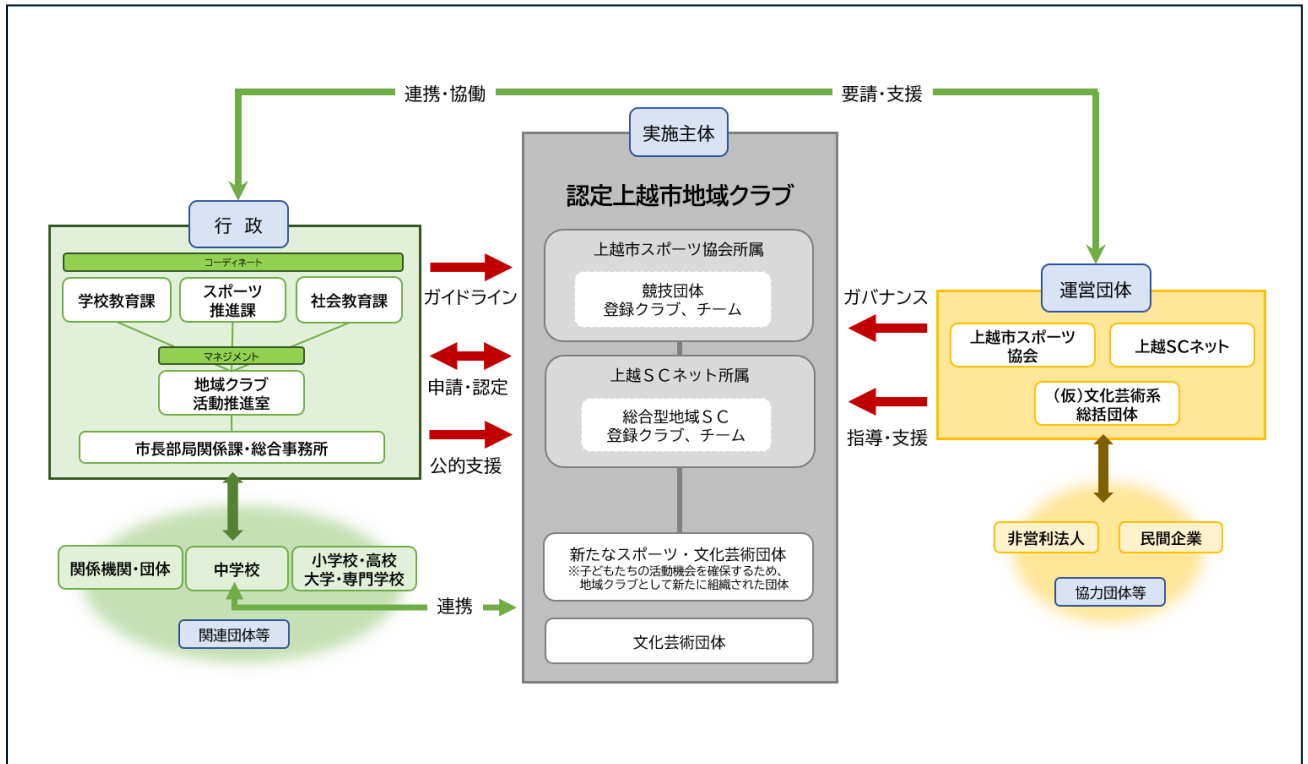 連携・協働
要請・支援
実施主体
認定上越市地域クラブ
行 政
コーディネート
学校教育課
スポーツ
推進課
社会教育課
マネジメント
地域クラブ
活動推進室
市長部局関係課・総合事務所
ガイドライン
申請・認定
公的支援
上越市スポーツ協会所属
競技団体
登録クラブ、チーム
上越SCネット所属
総合型地域SC
登録クラブ、チーム
新たなスポーツ・文化芸術団体
※子どもたちの活動機会を確保するため、
地域クラブとして新たに組織された団体
文化芸術団体
ガバナンス
指導・支援
運営団体
上越市スポーツ
協会
上越SCネット
(仮)文化芸術系
総括団体
非営利法人
民間企業
協力団体等
関係機関・団体
中学校
小学校・高校
大学・専門学校
連携
関連団体等